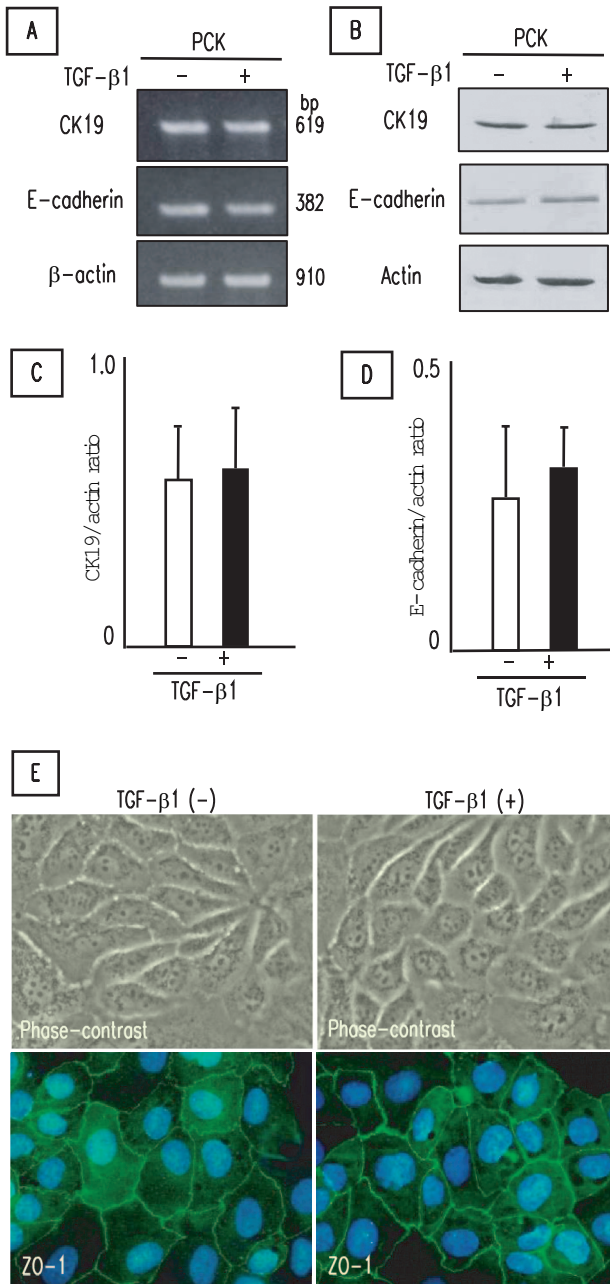 A
PCK
TGF-β1 − +
bp
CK19 619
E-cadherin 382
β-actin 910
B
PCK
TGF-β1 − +
CK19
E-cadherin
Actin
C
1.0
CK19/actin ratio
0
− +
TGF-β1
D
0.5
E-cadherin/actin ratio
0
− +
TGF-β1
E
TGF-β1 (−) TGF-β1 (+)
Phase-contrast Phase-contrast
ZO-1 ZO-1